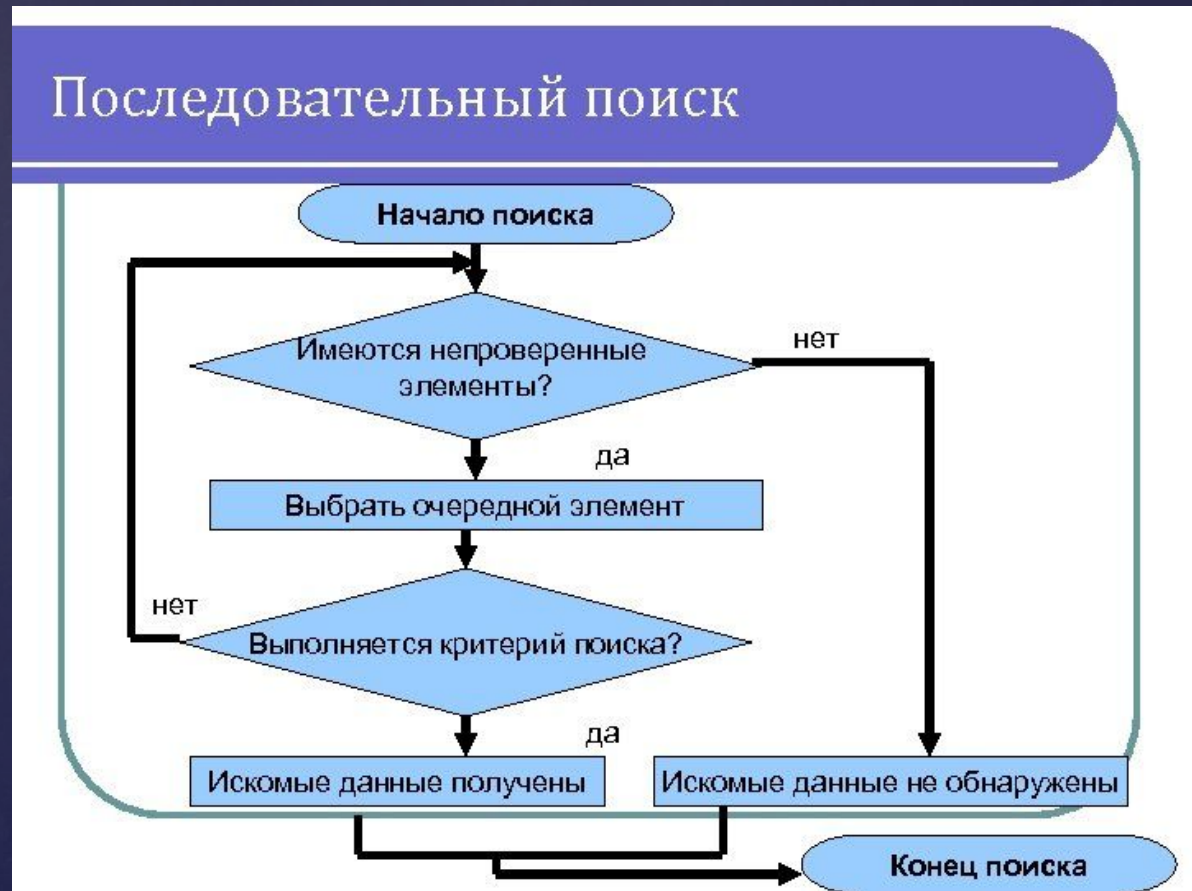 Последовательный поиск
Начало поиска
Имеются непроверенные
элементы?
нет
да
Выбрать очередной элемент
нет
Выполняется критерий поиска?
да
Искомые данные получены
Искомые данные не обнаружены
Конец поиска